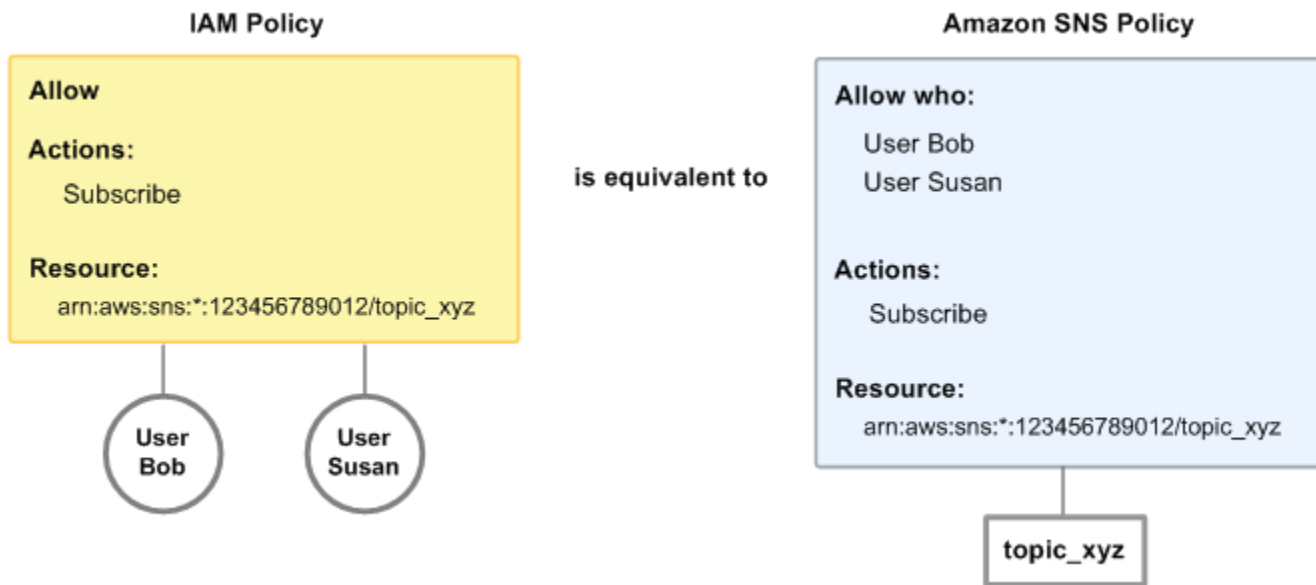 IAM Policy
Allow
Actions:
Subscribe
Resource:
arn:aws:sns:*:123456789012/topic_xyz
User
Bob
User
Susan
is equivalent to
Amazon SNS Policy
Allow who:
User Bob
User Susan
Actions:
Subscribe
Resource:
arn:aws:sns:*:123456789012/topic_xyz
topic_xyz